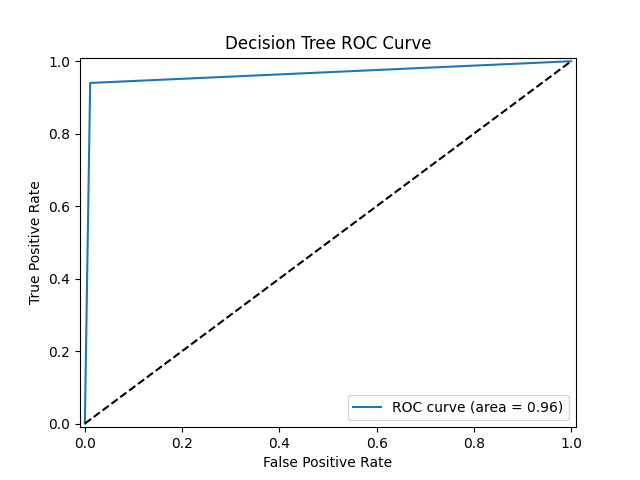 Decision Tree ROC Curve
1.0
0.8
0.6
0.4
0.2
0.0
True Positive Rate
ROC curve (area = 0.96)
0.0 0.2 0.4 0.6 0.8 1.0
False Positive Rate